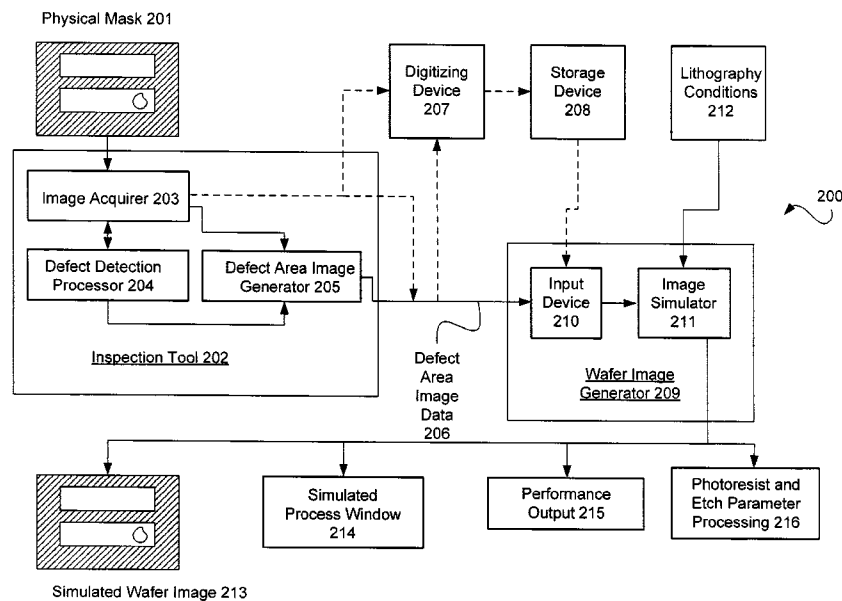 Physical Mask 201
Digitizing
Device
207
Storage
Device
208
Lithography
Conditions
212
Image Acquirer 203
200
Defect Detection
Processor 204
Defect Area Image
Generator 205
Input
Device
210
Image
Simulator
211
Inspection Tool 202
Defect
Area
Image
Data
206
Wafer Image
Generator 209
Simulated
Process Window
214
Performance
Output 215
Photoresist and
Etch Parameter
Processing 216
Simulated Wafer Image 213